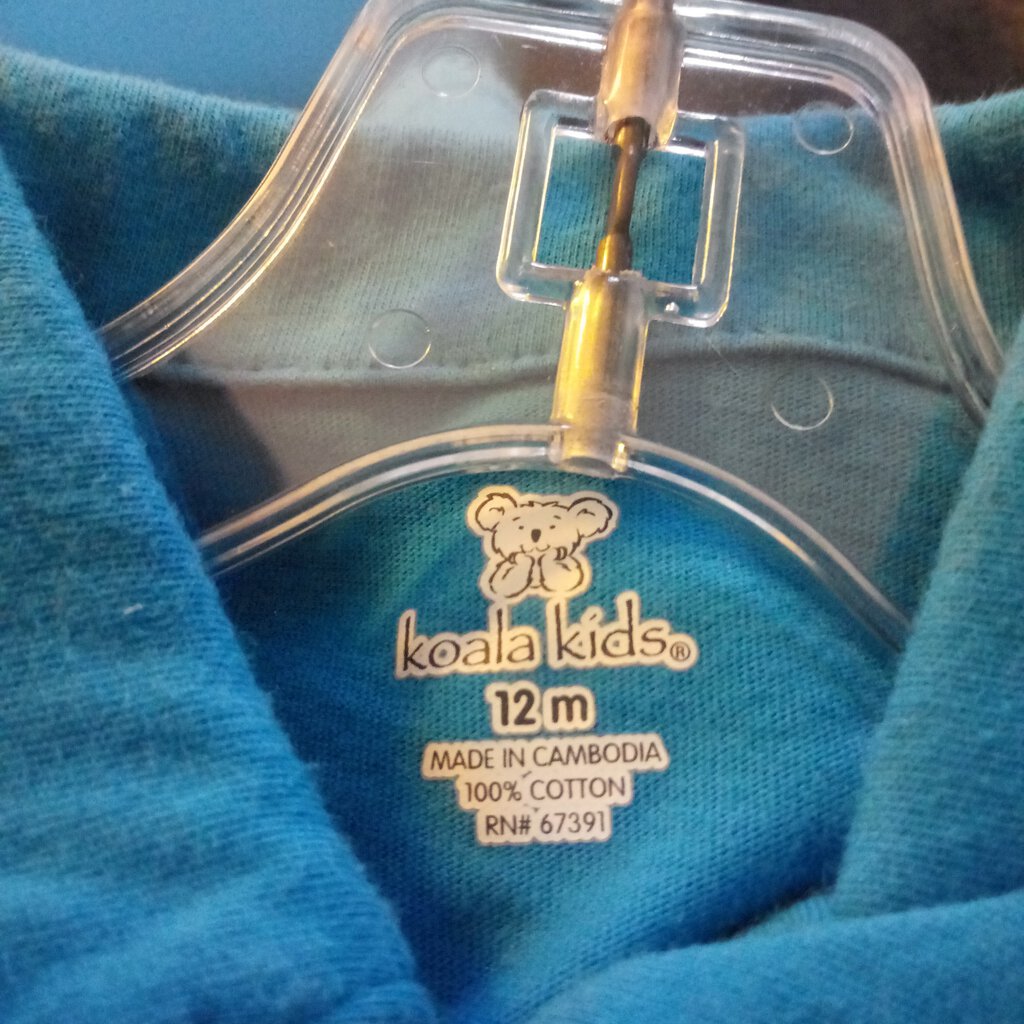 koala kids®
12 m
MADE IN CAMBODIA
100% COTTON
RN# 67391